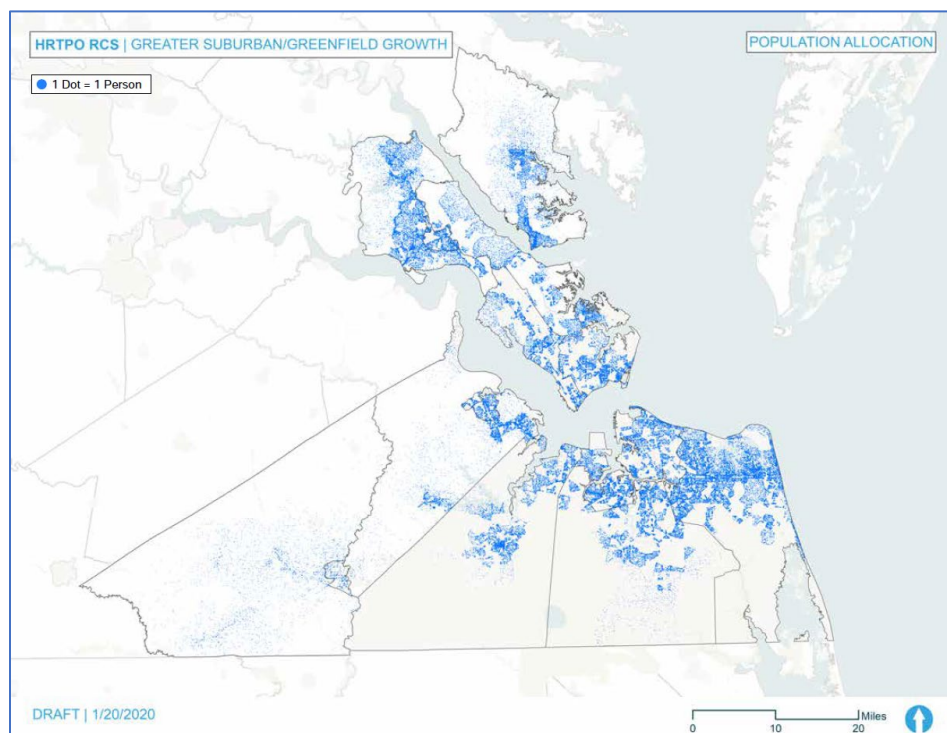 HRTPO RCS | GREATER SUBURBAN/GREENFIELD GROWTH
POPULATION ALLOCATION
1 Dot = 1 Person
DRAFT | 1/20/2020
Miles
0 10 20